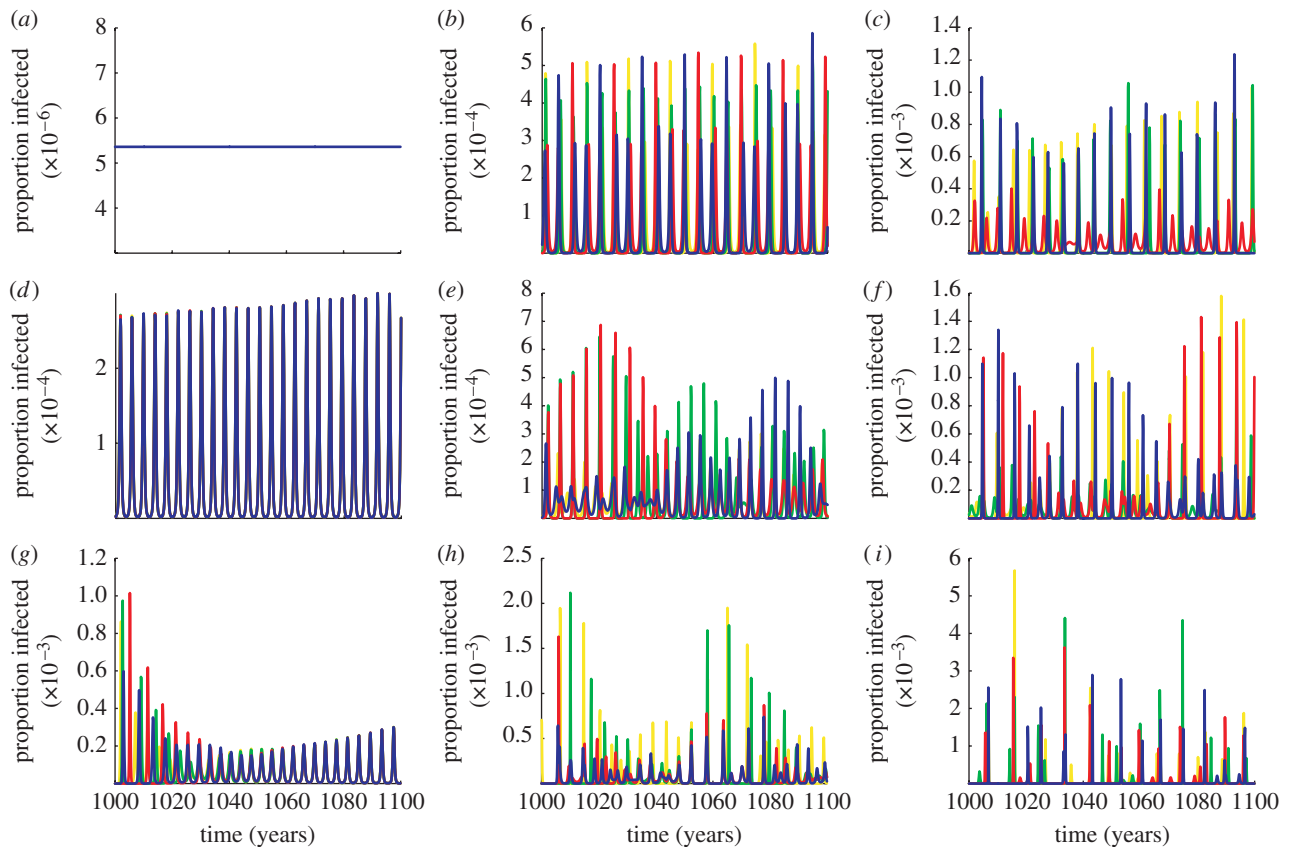 (a)
proportion infected
(×10−6)
8
7
6
5
4
(b)
proportion infected
(×10−4)
6
5
4
3
2
1
(c)
proportion infected
(×10−3)
1.4
1.2
1.0
0.8
0.6
0.4
0.2
(d)
proportion infected
(×10−4)
2
1
(e)
proportion infected
(×10−4)
8
7
6
5
4
3
2
1
(f)
proportion infected
(×10−3)
1.6
1.4
1.2
1.0
0.8
0.6
0.4
0.2
(g)
proportion infected
(×10−3)
1.2
1.0
0.8
0.6
0.4
0.2
1000 1020 1040 1060 1080 1100
time (years)
(h)
proportion infected
(×10−3)
2.5
2.0
1.5
1.0
0.5
1000 1020 1040 1060 1080 1100
time (years)
(i)
proportion infected
(×10−3)
6
5
4
3
2
1
1000 1020 1040 1060 1080 1100
time (years)